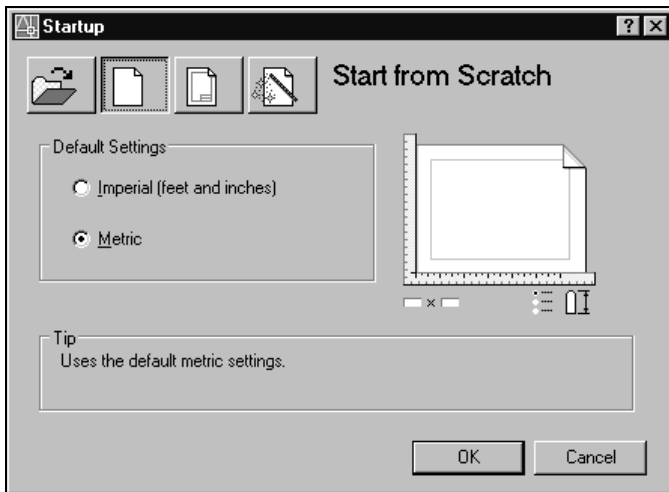 Startup
Start from Scratch
Default Settings
Imperial (feet and inches)
Metric
Tip
Uses the default metric settings.
OK
Cancel